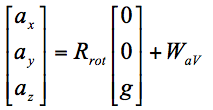 [a_x a_y a_z] = R_rot [0 0 g] + W_aV